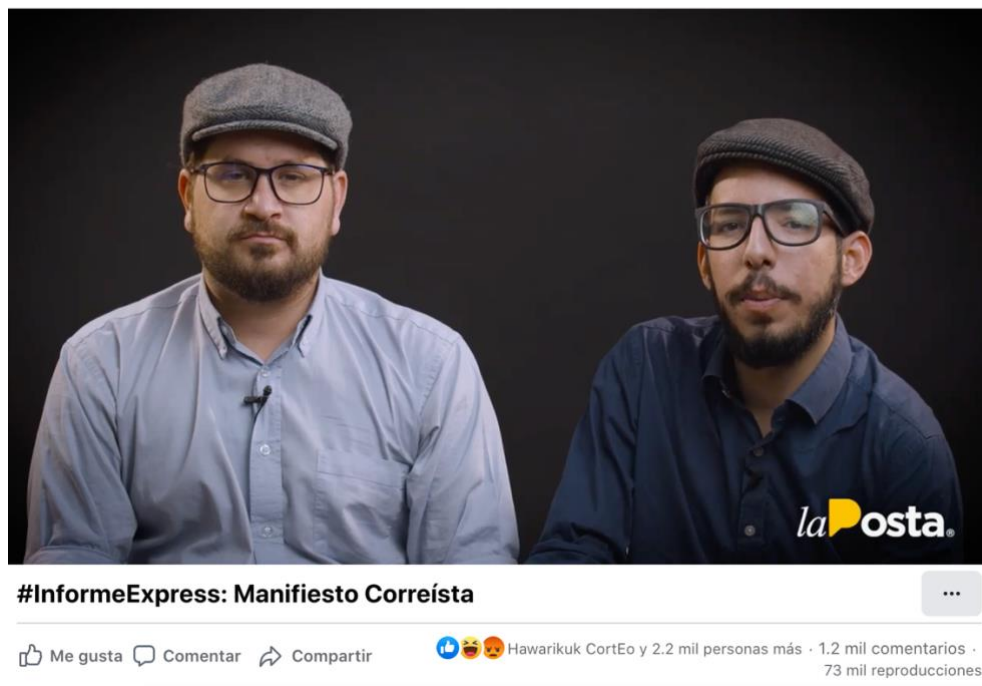 laPosta®
#InformeExpress: Manifiesto Correísta
...
Me gusta Comentar Compartir
Hawarikuk CortEo y 2.2 mil personas más · 1.2 mil comentarios ·
73 mil reproducciones